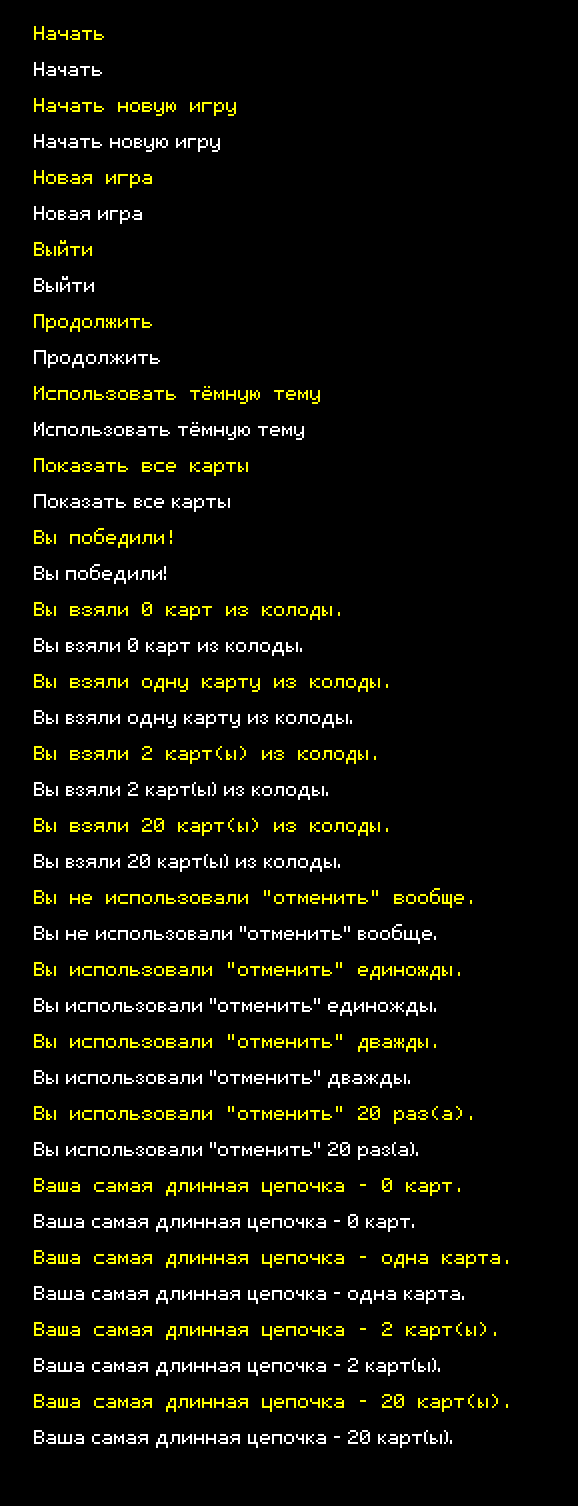 Начать
Начать
Начать новую игру
Начать новую игру
Новая игра
Новая игра
Выйти
Выйти
Продолжить
Продолжить
Использовать тёмную тему
Использовать тёмную тему
Показать все карты
Показать все карты
Вы победили!
Вы победили!
Вы взяли 0 карт из колоды.
Вы взяли 0 карт из колоды.
Вы взяли одну карту из колоды.
Вы взяли одну карту из колоды.
Вы взяли 2 карт(ы) из колоды.
Вы взяли 2 карт(ы) из колоды.
Вы взяли 20 карт(ы) из колоды.
Вы взяли 20 карт(ы) из колоды.
Вы не использовали "отменить" вообще.
Вы не использовали "отменить" вообще.
Вы использовали "отменить" единожды.
Вы использовали "отменить" единожды.
Вы использовали "отменить" дважды.
Вы использовали "отменить" дважды.
Вы использовали "отменить" 20 раз(а).
Вы использовали "отменить" 20 раз(а).
Ваша самая длинная цепочка - 0 карт.
Ваша самая длинная цепочка - 0 карт.
Ваша самая длинная цепочка - одна карта.
Ваша самая длинная цепочка - одна карта.
Ваша самая длинная цепочка - 2 карт(ы).
Ваша самая длинная цепочка - 2 карт(ы).
Ваша самая длинная цепочка - 20 карт(ы).
Ваша самая длинная цепочка - 20 карт(ы).